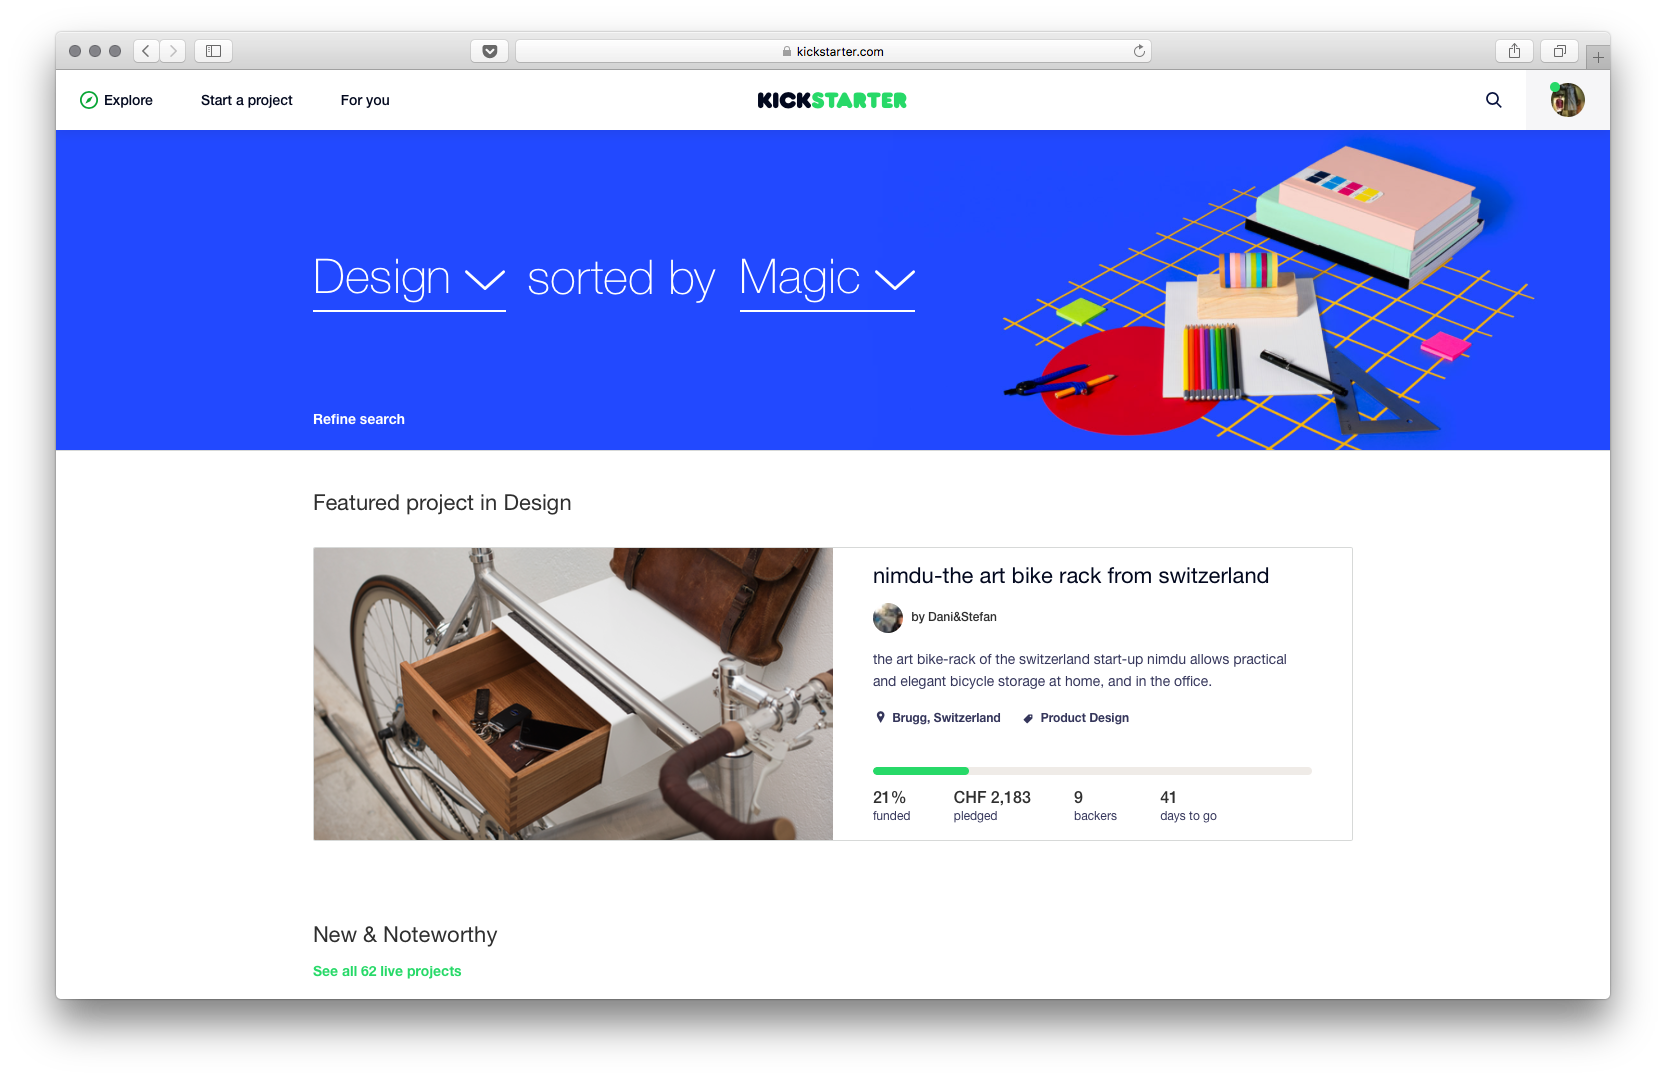 kickstarter.com
Explore
Start a project
For you
KICKSTARTER
Design sorted by Magic
Refine search
Featured project in Design
nimdu-the art bike rack from switzerland
by Dani&Stefan
the art bike-rack of the switzerland start-up nimdu allows practical
and elegant bicycle storage at home, and in the office.
Brugg, Switzerland
Product Design
21%
funded
CHF 2,183
pledged
9
backers
41
days to go
New & Noteworthy
See all 62 live projects